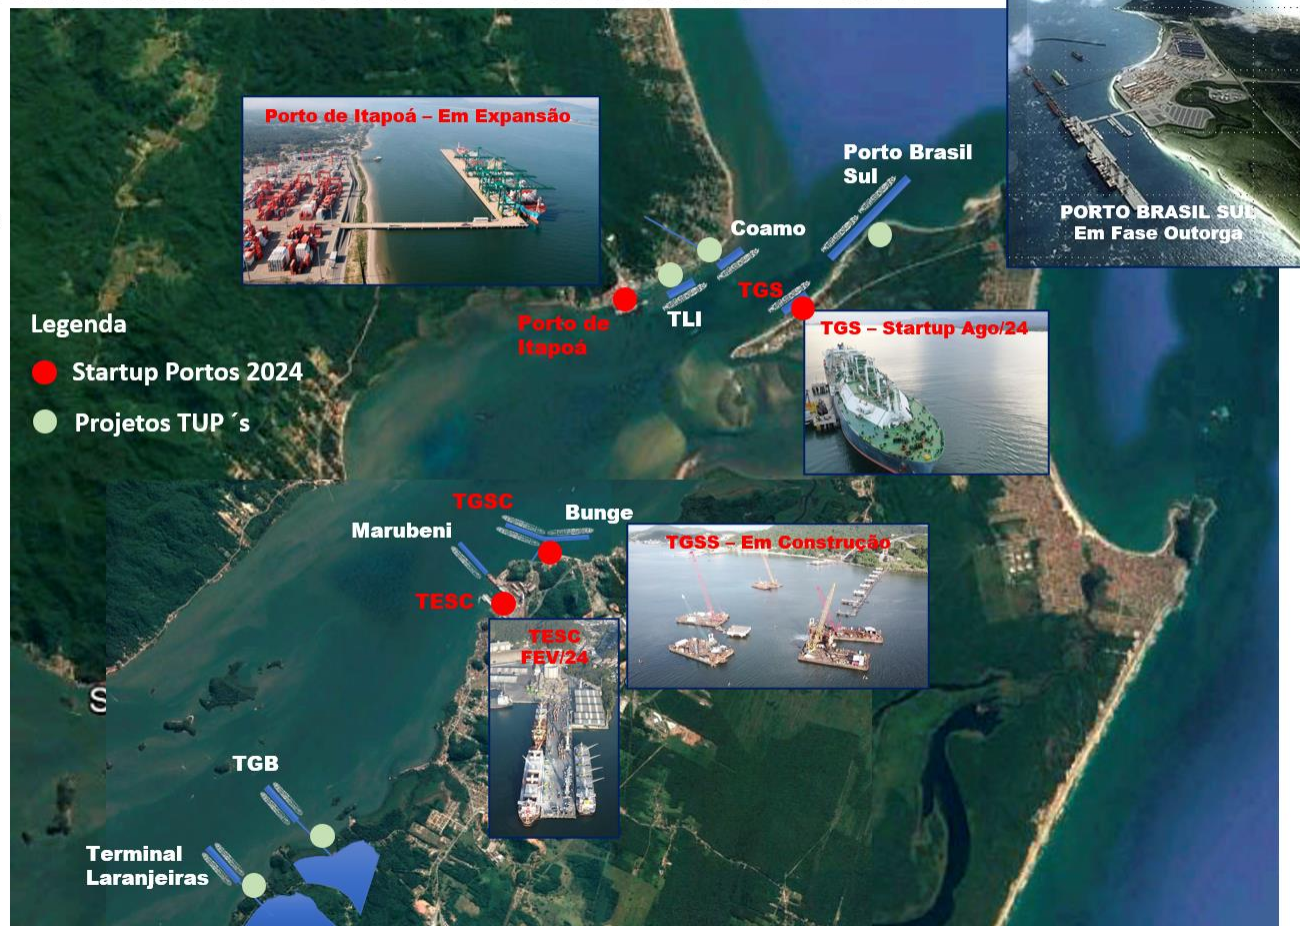 Porto de Itapoá – Em Expansão
Porto Brasil
Sul
PORTO BRASIL SUL
Em Fase Outorga
Coamo
TGS
TLI
Porto de
Itapoá
TGS – Startup Ago/24
Legenda
Startup Portos 2024
Projetos TUP ´s
TGSC
Bunge
Marubeni
TGSS – Em Construção
TESC
TESC
FEV/24
S
TGB
Terminal
Laranjeiras